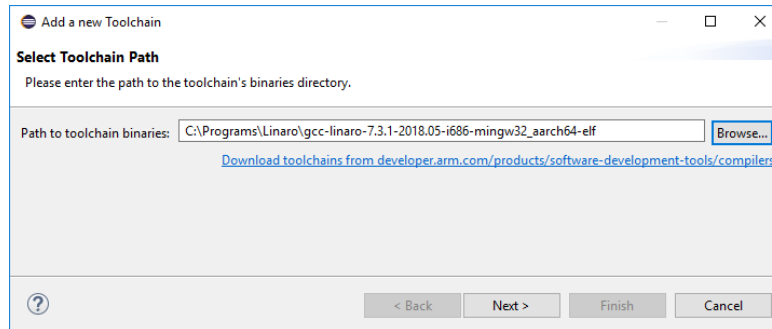 Add a new Toolchain
Select Toolchain Path
Please enter the path to the toolchain's binaries directory.
Path to toolchain binaries: C:\Programs\Linaro\gcc-linaro-7.3.1-2018.05-i686-mingw32_aarch64-elf Browse...
Download toolchains from developer.arm.com/products/software-development-tools/compilers
? < Back Next > Finish Cancel